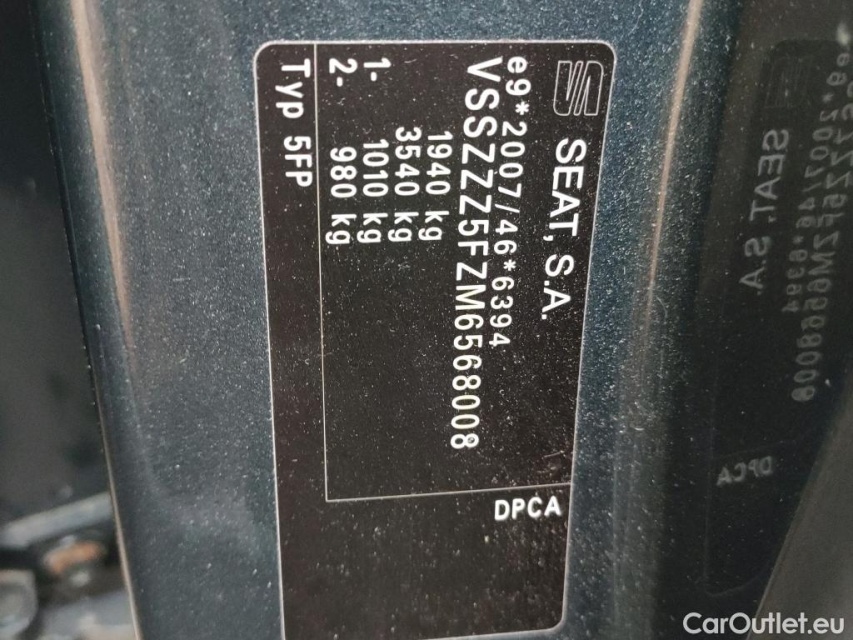 SEAT, S.A.
e9*2007/46*6394
VSSZZZ5FZM6568008
1940 kg
3540 kg
1- 1010 kg
2- 980 kg
Typ 5FP
DPCA
CarOutlet.eu